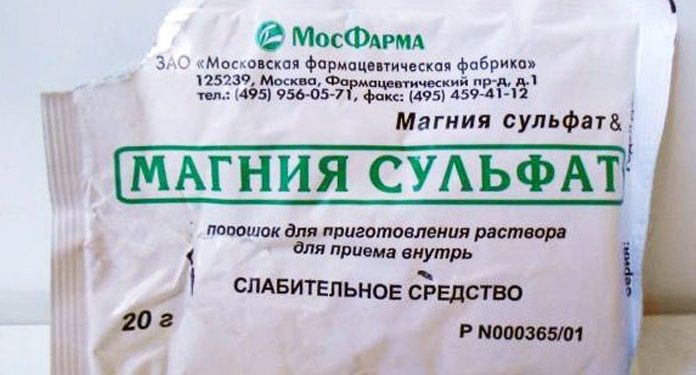 МОСФАРМА
ЗАО «Московская фармацевтическая фабрика»
125239, Москва, Фармацевтический пр-д, д.1
тел.: (495) 956-05-71, факс: (495) 459-41-12
Магния сульфат&
МАГНИЯ СУЛЬФАТ
порошок для приготовления раствора
для приема внутрь
СЛАБИТЕЛЬНОЕ СРЕДСТВО
20 г
Р N000365/01
Серия: